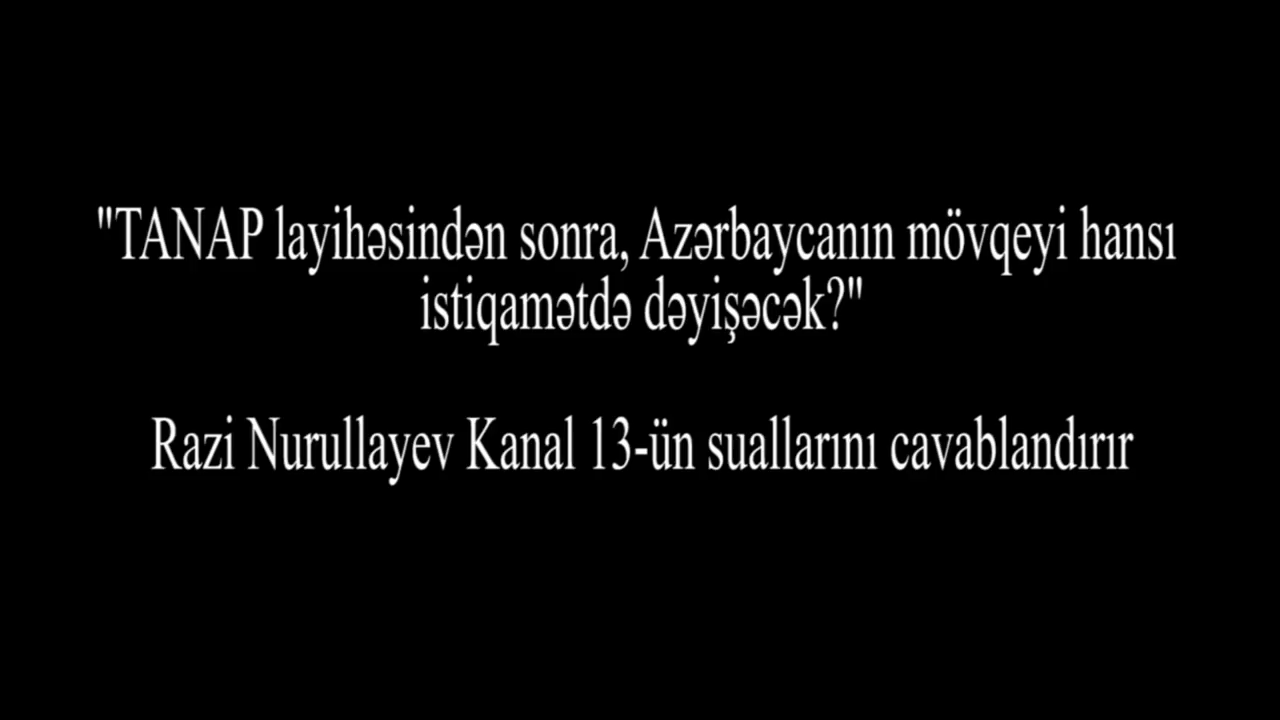 "TANAP layihəsindən sonra, Azərbaycanın mövqeyi hansı
istiqamətdə dəyişəcək?"
Razi Nurullayev Kanal 13-ün suallarını cavablandırır